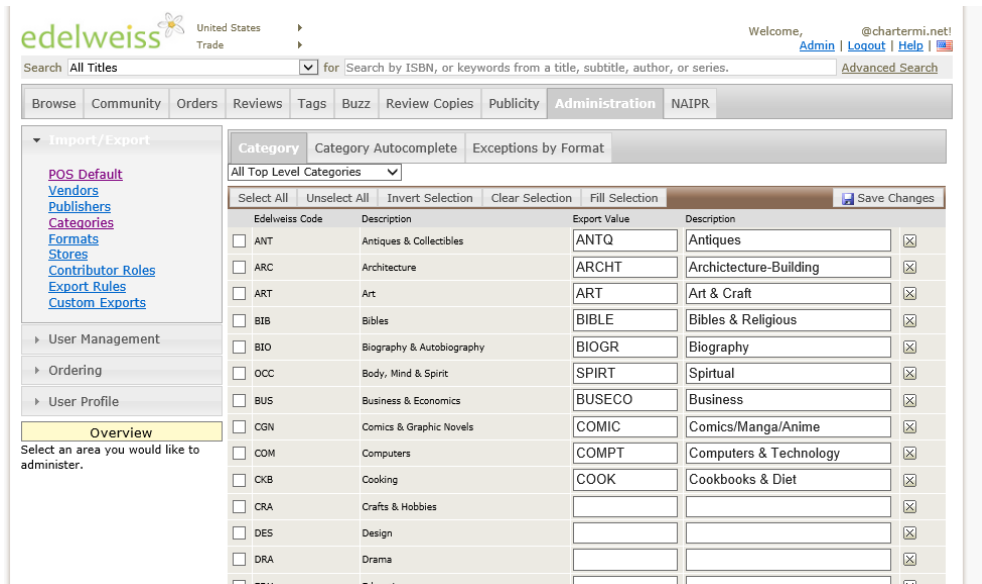 edelweiss
United States
Trade
Welcome, @chartermi.net!
Admin | Logout | Help |
Search All Titles for Search by ISBN, or keywords from a title, subtitle, author, or series. Advanced Search
Browse Community Orders Reviews Tags Buzz Review Copies Publicity Administration NAIPR
Import/Export
POS Default
Vendors
Publishers
Categories
Formats
Stores
Contributor Roles
Export Rules
Custom Exports
User Management
Ordering
User Profile
Overview
Select an area you would like to
administer.
Category Category Autocomplete Exceptions by Format
All Top Level Categories
Select All Unselect All Invert Selection Clear Selection Fill Selection Save Changes
Edelweiss Code Description Export Value Description
ANT Antiques & Collectibles ANTQ Antiques
ARC Architecture ARCHT Archictecture-Building
ART Art ART Art & Craft
BIB Bibles BIBLE Bibles & Religious
BIO Biography & Autobiography BIOGR Biography
OCC Body, Mind & Spirit SPIRT Spirtual
BUS Business & Economics BUSECO Business
CGN Comics & Graphic Novels COMIC Comics/Manga/Anime
COM Computers COMPT Computers & Technology
CKB Cooking COOK Cookbooks & Diet
CRA Crafts & Hobbies
DES Design
DRA Drama